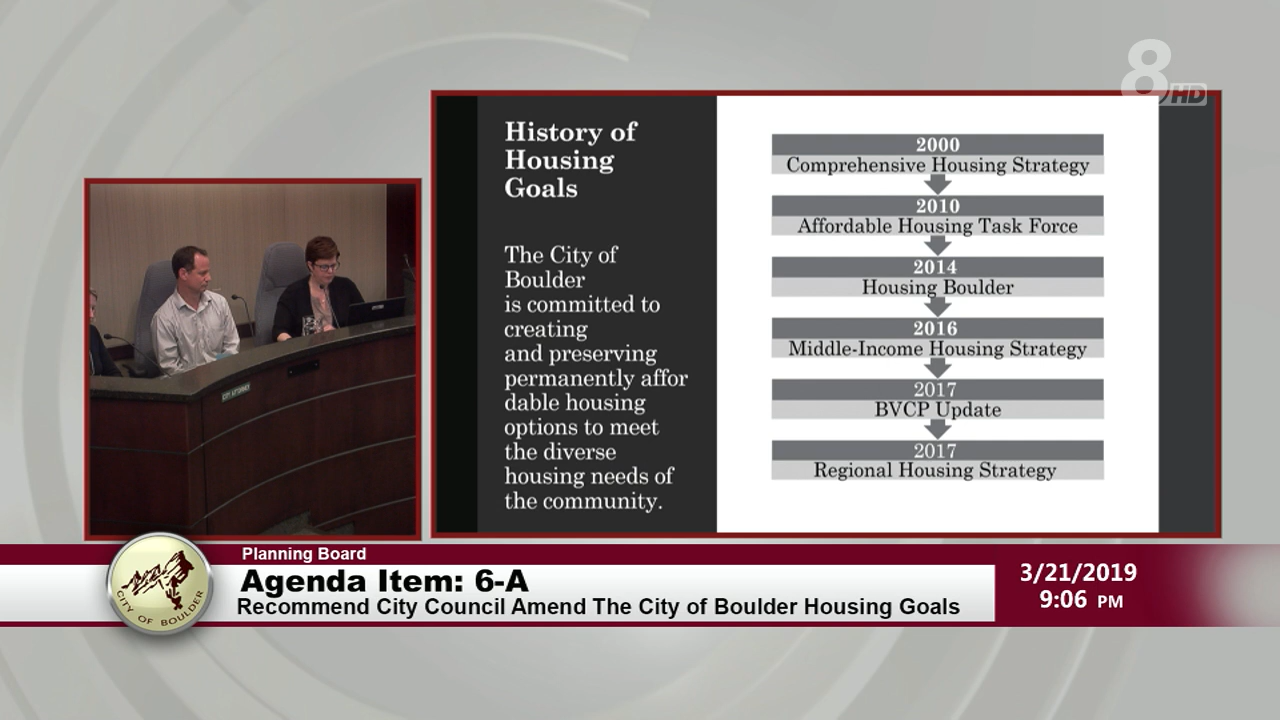 8HD
History of
Housing
Goals
The City of
Boulder
is committed to
creating
and preserving
permanently affor
dable housing
options to meet
the diverse
housing needs of
the community.
2000
Comprehensive Housing Strategy
2010
Affordable Housing Task Force
2014
Housing Boulder
2016
Middle-Income Housing Strategy
2017
BVCP Update
2017
Regional Housing Strategy
CITY ATTORNEY
Planning Board
Agenda Item: 6-A
Recommend City Council Amend The City of Boulder Housing Goals
3/21/2019
9:06 PM
CITY OF BOULDER